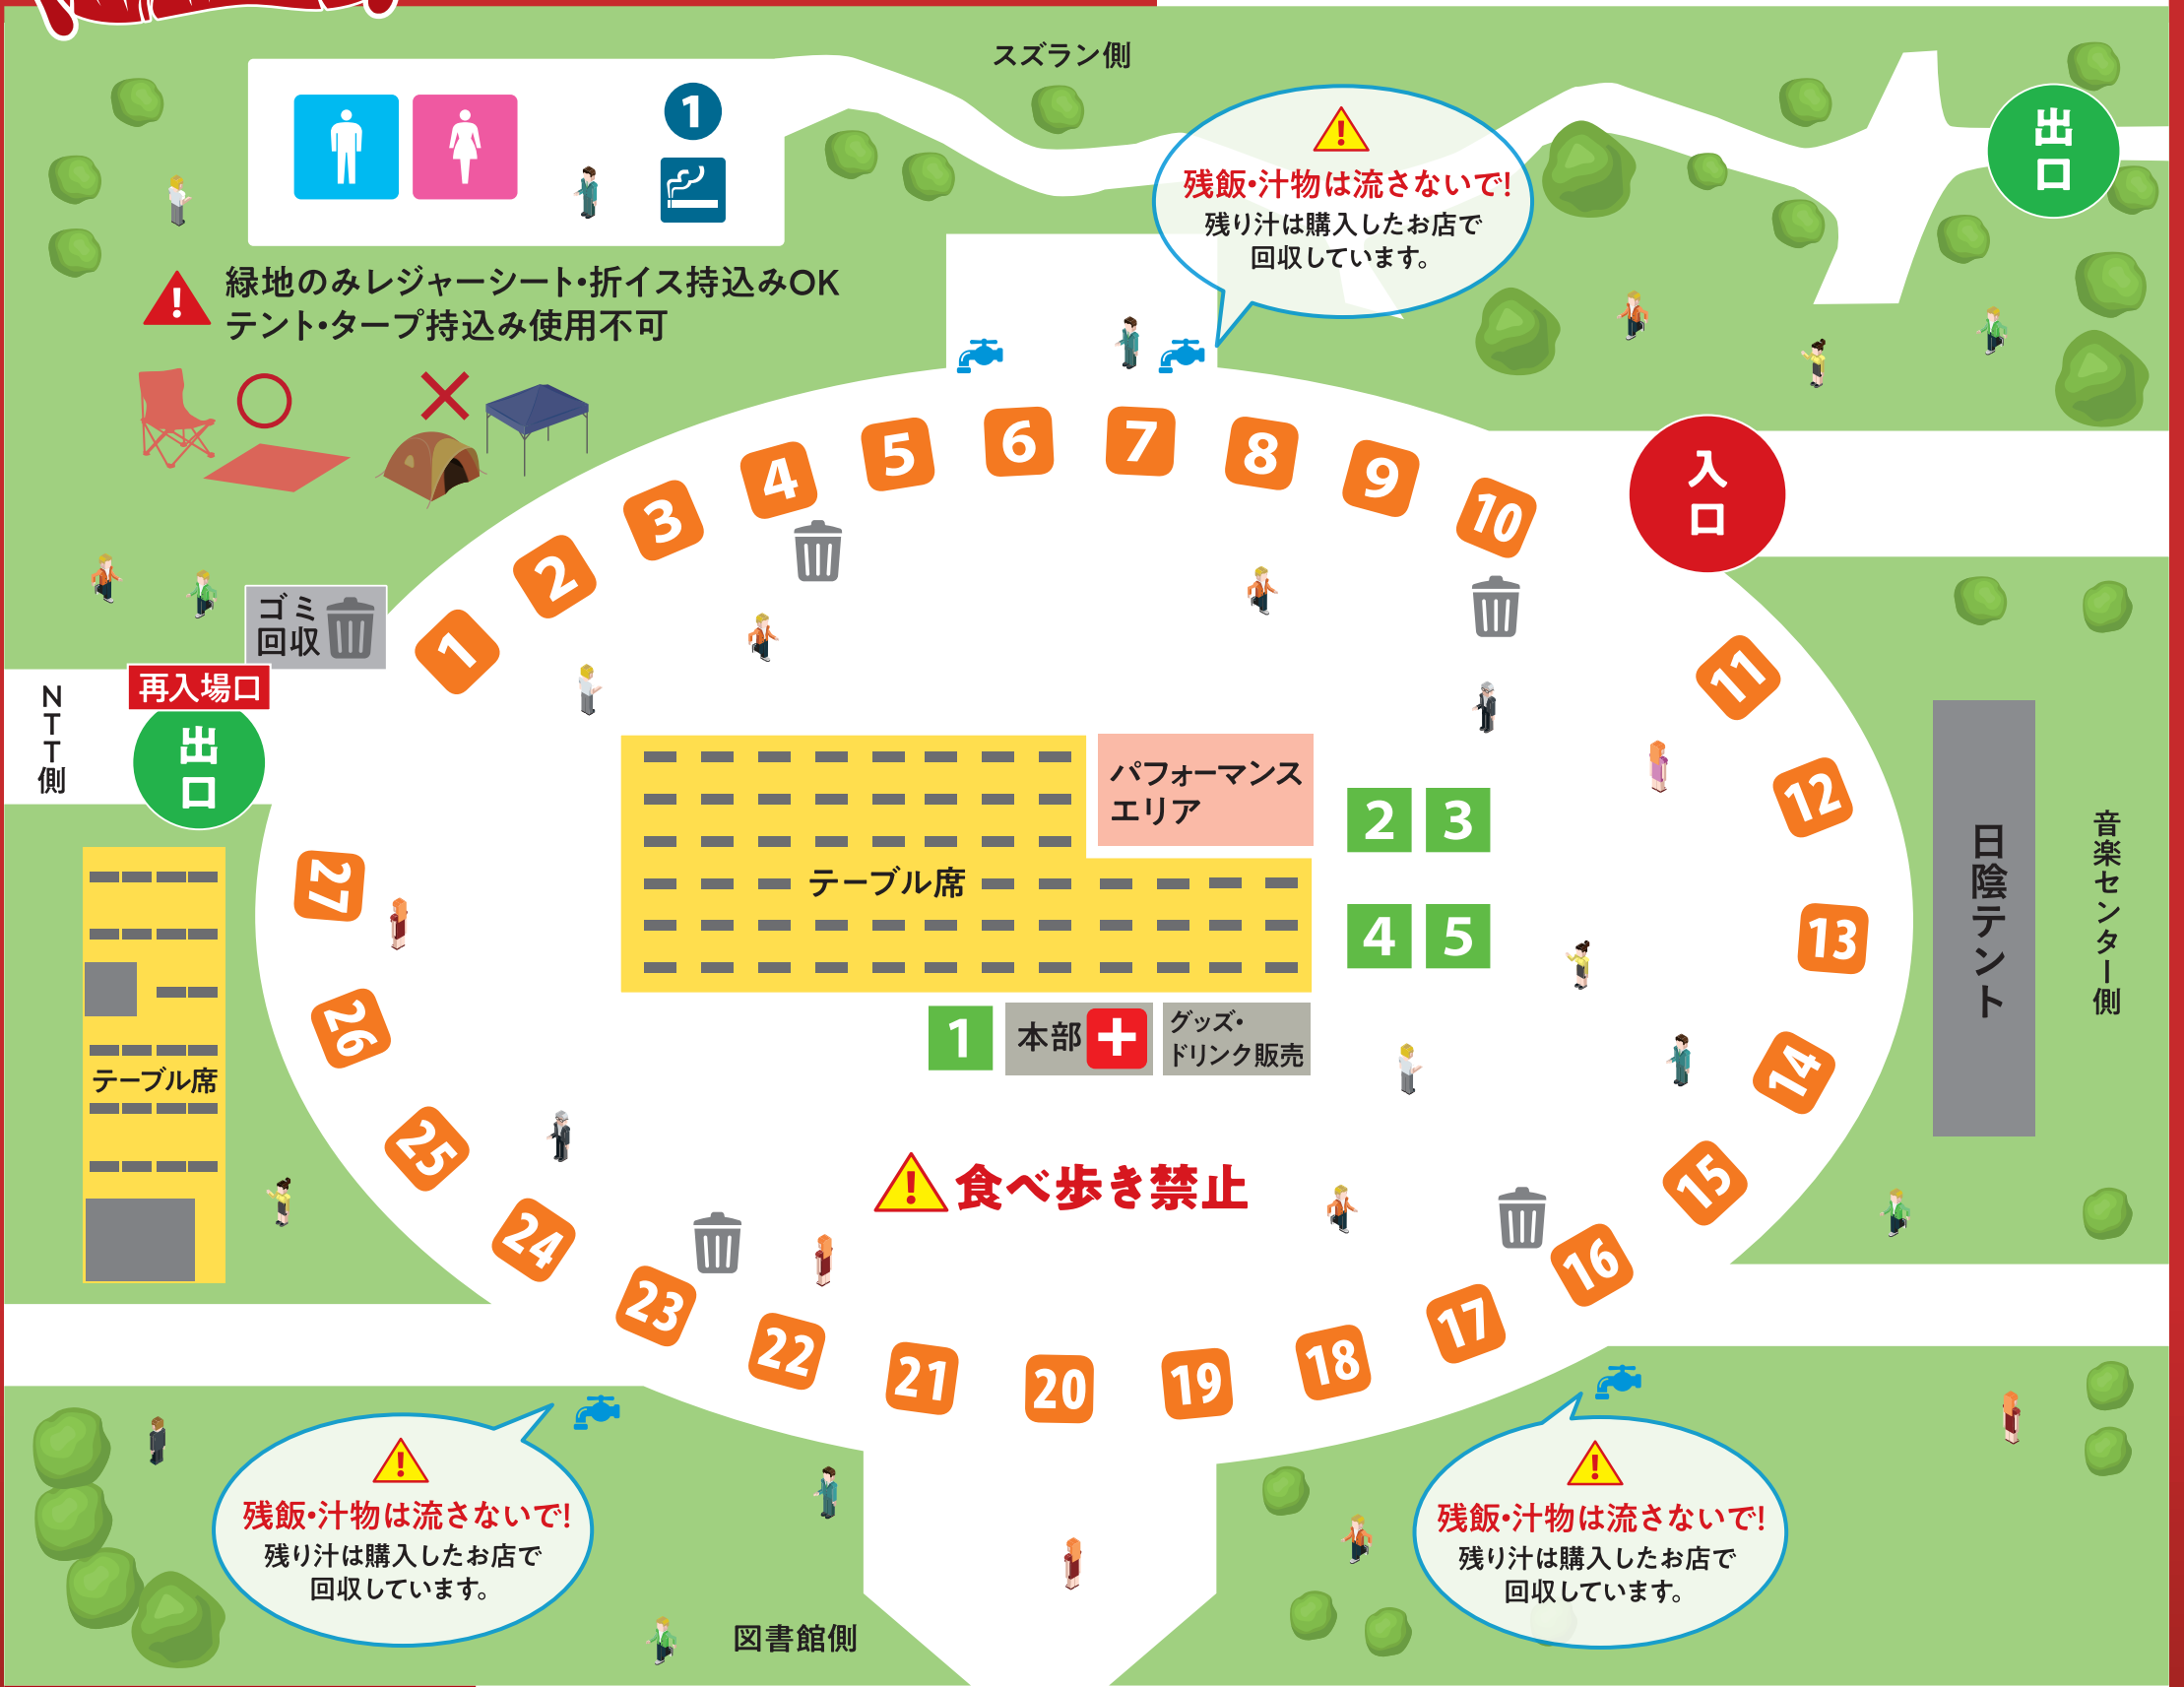 スズラン側
1
出口
残飯・汁物は流さないで!
残り汁は購入したお店で
回収しています。
緑地のみレジャーシート・折イス持込みOK
テント・タープ持込み使用不可
入口
1
2
3
4
5
6
7
8
9
10
11
12
13
14
15
16
17
18
19
20
21
22
23
24
25
26
27
ゴミ
回収
再入場口
出口
NTT側
パフォーマンス
エリア
テーブル席
2
3
4
5
1
本部
グッズ・
ドリンク販売
日陰テント
音楽センター側
テーブル席
食べ歩き禁止
残飯・汁物は流さないで!
残り汁は購入したお店で
回収しています。
残飯・汁物は流さないで!
残り汁は購入したお店で
回収しています。
図書館側